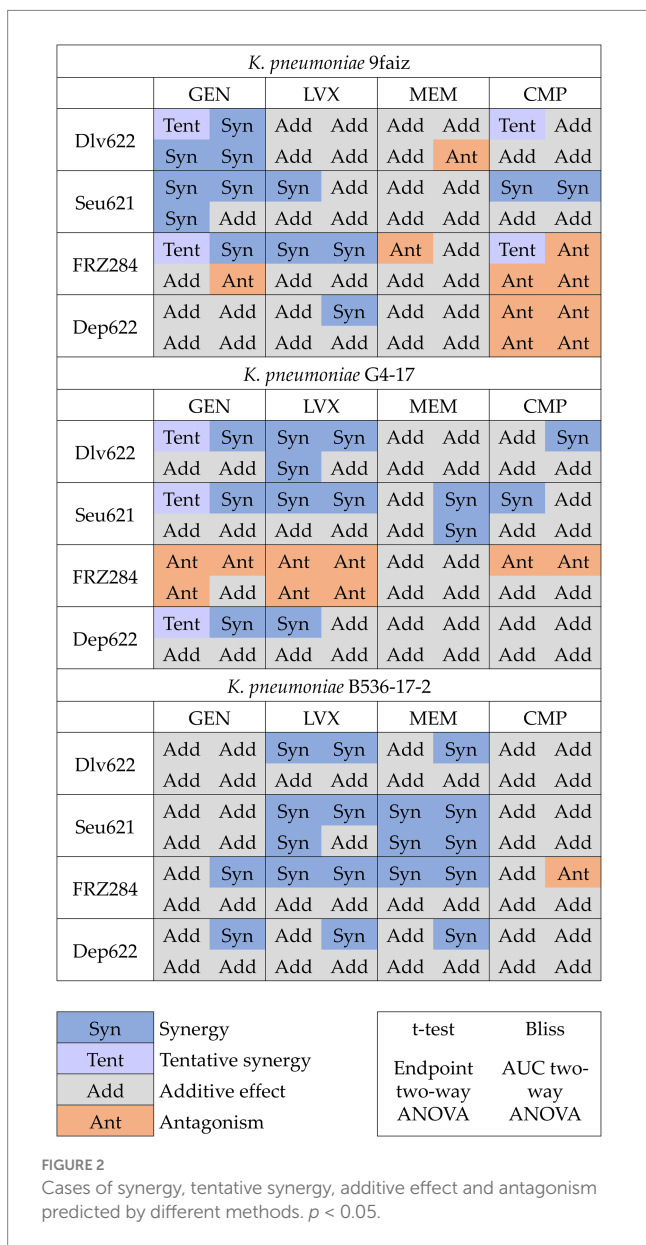 K. pneumoniae 9faiz
GEN LVX MEM CMP
Dlv622
Tent Syn Add Add Add Add Tent Add
Syn Syn Add Add Add Ant Add Add
Seu621
Syn Syn Syn Add Add Add Syn Syn
Syn Add Add Add Add Add Add Add
FRZ284
Tent Syn Syn Syn Ant Add Tent Ant
Add Ant Add Add Add Add Ant Ant
Dep622
Add Add Add Syn Add Add Ant Ant
Add Add Add Add Add Add Ant Ant
K. pneumoniae G4-17
GEN LVX MEM CMP
Dlv622
Tent Syn Syn Syn Add Add Add Syn
Add Add Syn Add Add Add Add Add
Seu621
Tent Syn Syn Syn Add Syn Syn Add
Add Add Add Add Add Syn Add Add
FRZ284
Ant Ant Ant Ant Add Add Ant Ant
Ant Add Ant Ant Add Add Add Add
Dep622
Tent Syn Syn Add Add Add Add Add
Add Add Add Add Add Add Add Add
K. pneumoniae B536-17-2
GEN LVX MEM CMP
Dlv622
Add Add Syn Syn Add Syn Add Add
Add Add Add Add Add Add Add Add
Seu621
Add Add Syn Syn Syn Syn Add Add
Add Add Syn Add Syn Syn Add Add
FRZ284
Add Syn Syn Syn Syn Syn Add Ant
Add Add Add Add Add Add Add Add
Dep622
Add Syn Add Syn Add Syn Add Add
Add Add Add Add Add Add Add Add
Syn Synergy
Tent Tentative synergy
Add Additive effect
Ant Antagonism
t-test Bliss
Endpoint AUC two-
two-way way
ANOVA ANOVA
FIGURE 2
Cases of synergy, tentative synergy, additive effect and antagonism
predicted by different methods. p < 0.05.